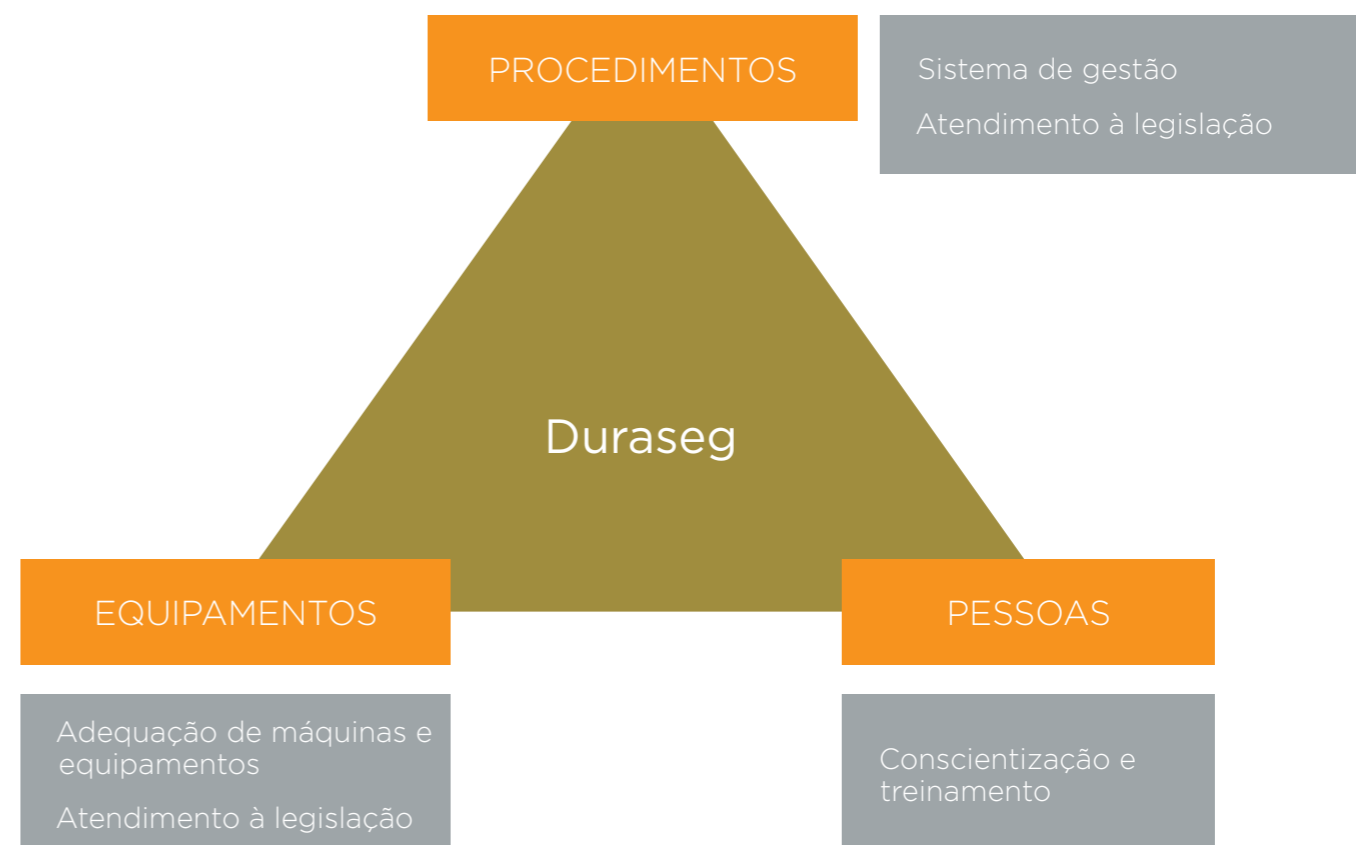 PROCEDIMENTOS
Sistema de gestão
Atendimento à legislação
Duraseg
EQUIPAMENTOS
Adequação de máquinas e
equipamentos
Atendimento à legislação
PESSOAS
Conscientização e
treinamento